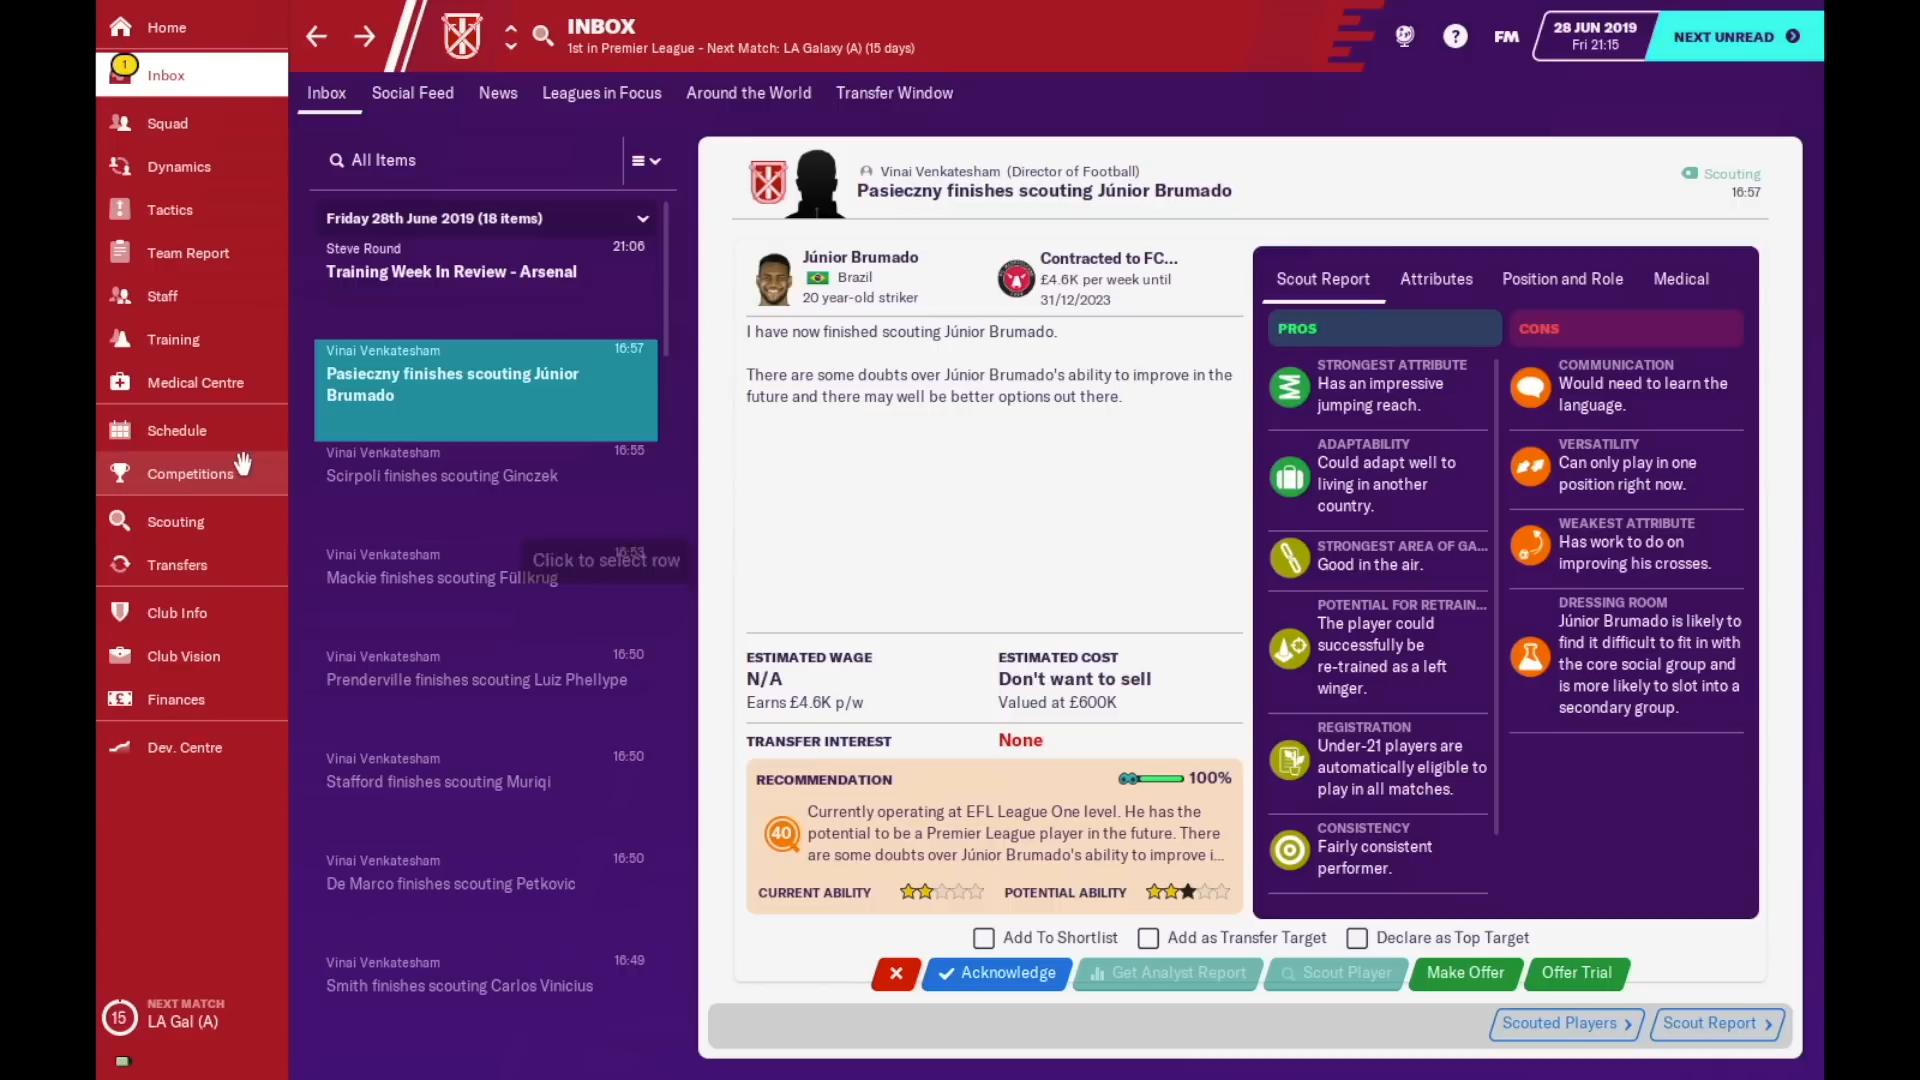 Home
1
Inbox
Squad
Dynamics
Tactics
Team Report
Staff
Training
Medical Centre
Schedule
Competitions
Scouting
Transfers
Club Info
Club Vision
Finances
Dev. Centre
15
NEXT MATCH
LA Gal (A)
INBOX
1st in Premier League - Next Match: LA Galaxy (A) (15 days)
?
FM
28 JUN 2019
Fri 21:15
NEXT UNREAD
Inbox
Social Feed
News
Leagues in Focus
Around the World
Transfer Window
All Items
Friday 28th June 2019 (18 items)
Steve Round 21:06
Training Week In Review - Arsenal
Vinai Venkatesham 16:57
Pasieczny finishes scouting Júnior
Brumado
Vinai Venkatesham 16:55
Scirpoli finishes scouting Ginczek
Vinai Venkatesham 16:53
Mackie finishes scouting Füllkrug
Click to select row
Vinai Venkatesham 16:50
Prenderville finishes scouting Luiz Phellype
Vinai Venkatesham 16:50
Stafford finishes scouting Muriqi
Vinai Venkatesham 16:50
De Marco finishes scouting Petkovic
Vinai Venkatesham 16:49
Smith finishes scouting Carlos Vinicius
Vinai Venkatesham (Director of Football)
Pasieczny finishes scouting Júnior Brumado
Scouting
16:57
Júnior Brumado
Brazil
20 year-old striker
Contracted to FC...
£4.6K per week until
31/12/2023
I have now finished scouting Júnior Brumado.
There are some doubts over Júnior Brumado's ability to improve in the
future and there may well be better options out there.
ESTIMATED WAGE
N/A
Earns £4.6K p/w
ESTIMATED COST
Don't want to sell
Valued at £600K
TRANSFER INTEREST
None
RECOMMENDATION
100%
40
Currently operating at EFL League One level. He has the
potential to be a Premier League player in the future. There
are some doubts over Júnior Brumado's ability to improve i...
CURRENT ABILITY
POTENTIAL ABILITY
Scout Report
Attributes
Position and Role
Medical
PROS
STRONGEST ATTRIBUTE
Has an impressive
jumping reach.
ADAPTABILITY
Could adapt well to
living in another
country.
STRONGEST AREA OF GA...
Good in the air.
POTENTIAL FOR RETRAIN...
The player could
successfully be
re-trained as a left
winger.
REGISTRATION
Under-21 players are
automatically eligible to
play in all matches.
CONSISTENCY
Fairly consistent
performer.
CONS
COMMUNICATION
Would need to learn the
language.
VERSATILITY
Can only play in one
position right now.
WEAKEST ATTRIBUTE
Has work to do on
improving his crosses.
DRESSING ROOM
Júnior Brumado is likely to
find it difficult to fit in with
the core social group and
is more likely to slot into a
secondary group.
Add To Shortlist
Add as Transfer Target
Declare as Top Target
Acknowledge
Get Analyst Report
Scout Player
Make Offer
Offer Trial
Scouted Players
Scout Report